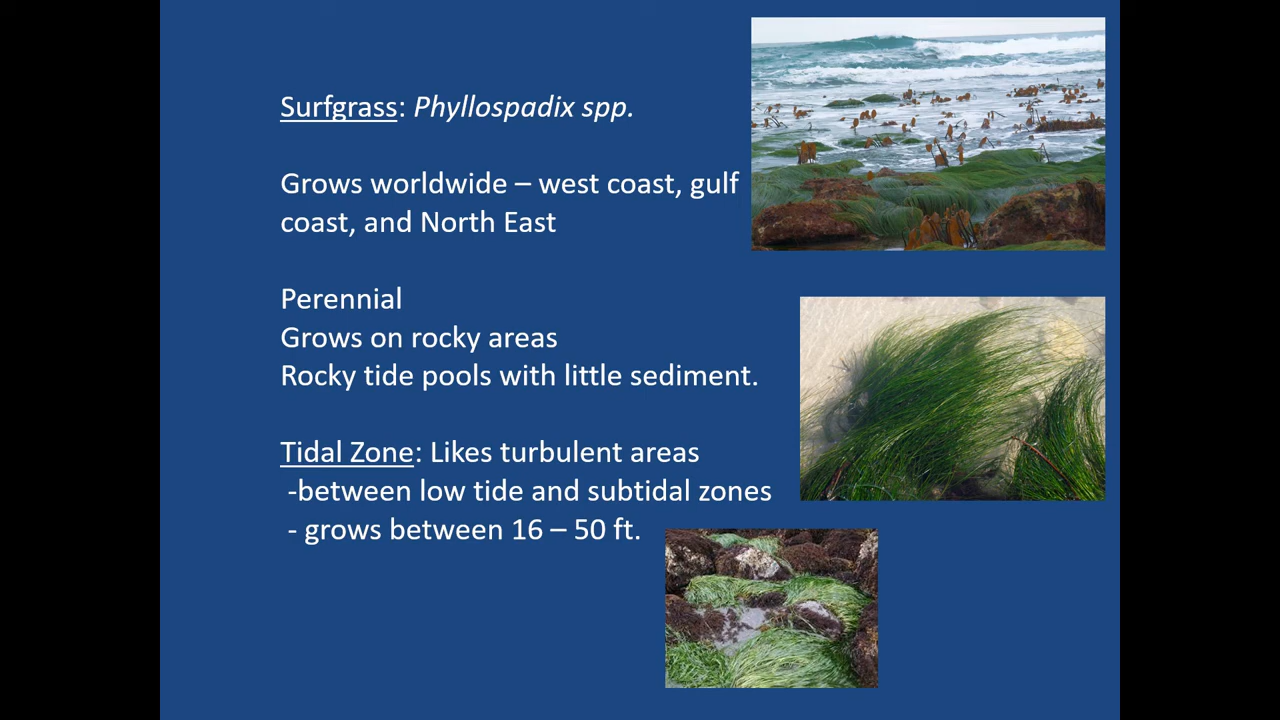 Surfgrass: Phyllospadix spp.
Grows worldwide – west coast, gulf
coast, and North East
Perennial
Grows on rocky areas
Rocky tide pools with little sediment.
Tidal Zone: Likes turbulent areas
-between low tide and subtidal zones
- grows between 16 – 50 ft.